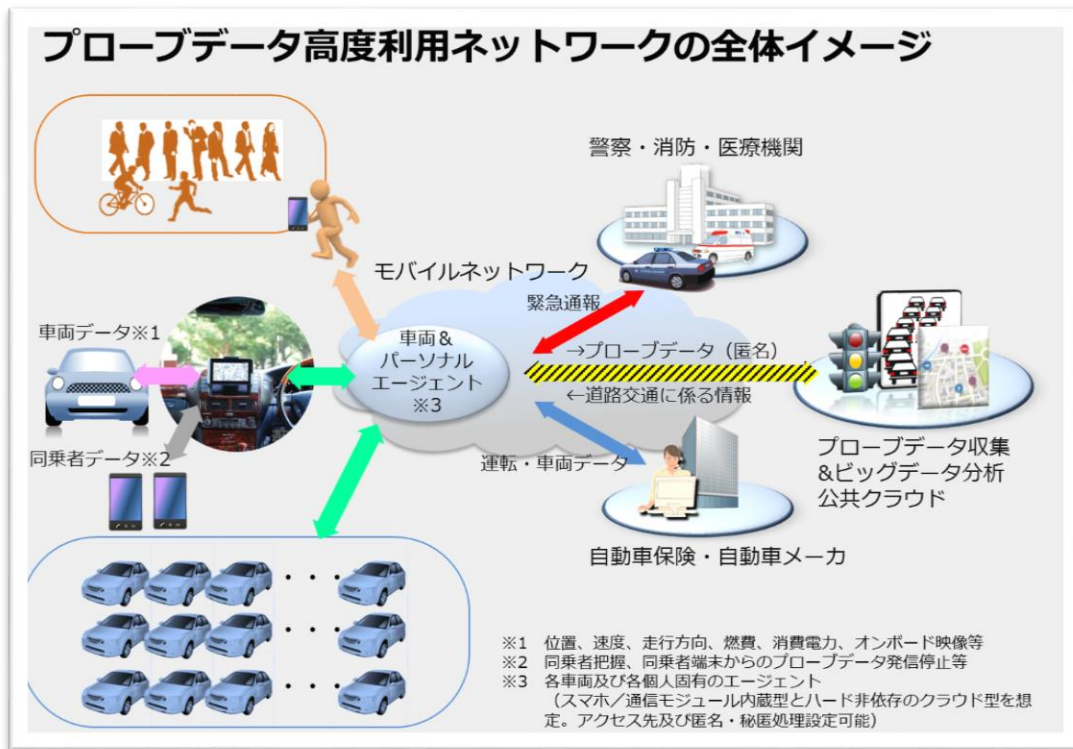 プローブデータ高度利用ネットワークの全体イメージ
警察・消防・医療機関
モバイルネットワーク
緊急通報
車両データ※1
車両&
パーソナル
エージェント
※3
→プローブデータ（匿名）
←道路交通に係る情報
同乗者データ※2
運転・車両データ
プローブデータ収集
&ビッグデータ分析
公共クラウド
自動車保険・自動車メーカ
※1 位置、速度、走行方向、燃費、消費電力、オンボード映像等
※2 同乗者把握、同乗者端末からのプローブデータ発信停止等
※3 各車両及び各個人固有のエージェント
（スマホ／通信モジュール内蔵型とハード非依存のクラウド型を想
定。アクセス先及び匿名・秘匿処理設定可能）